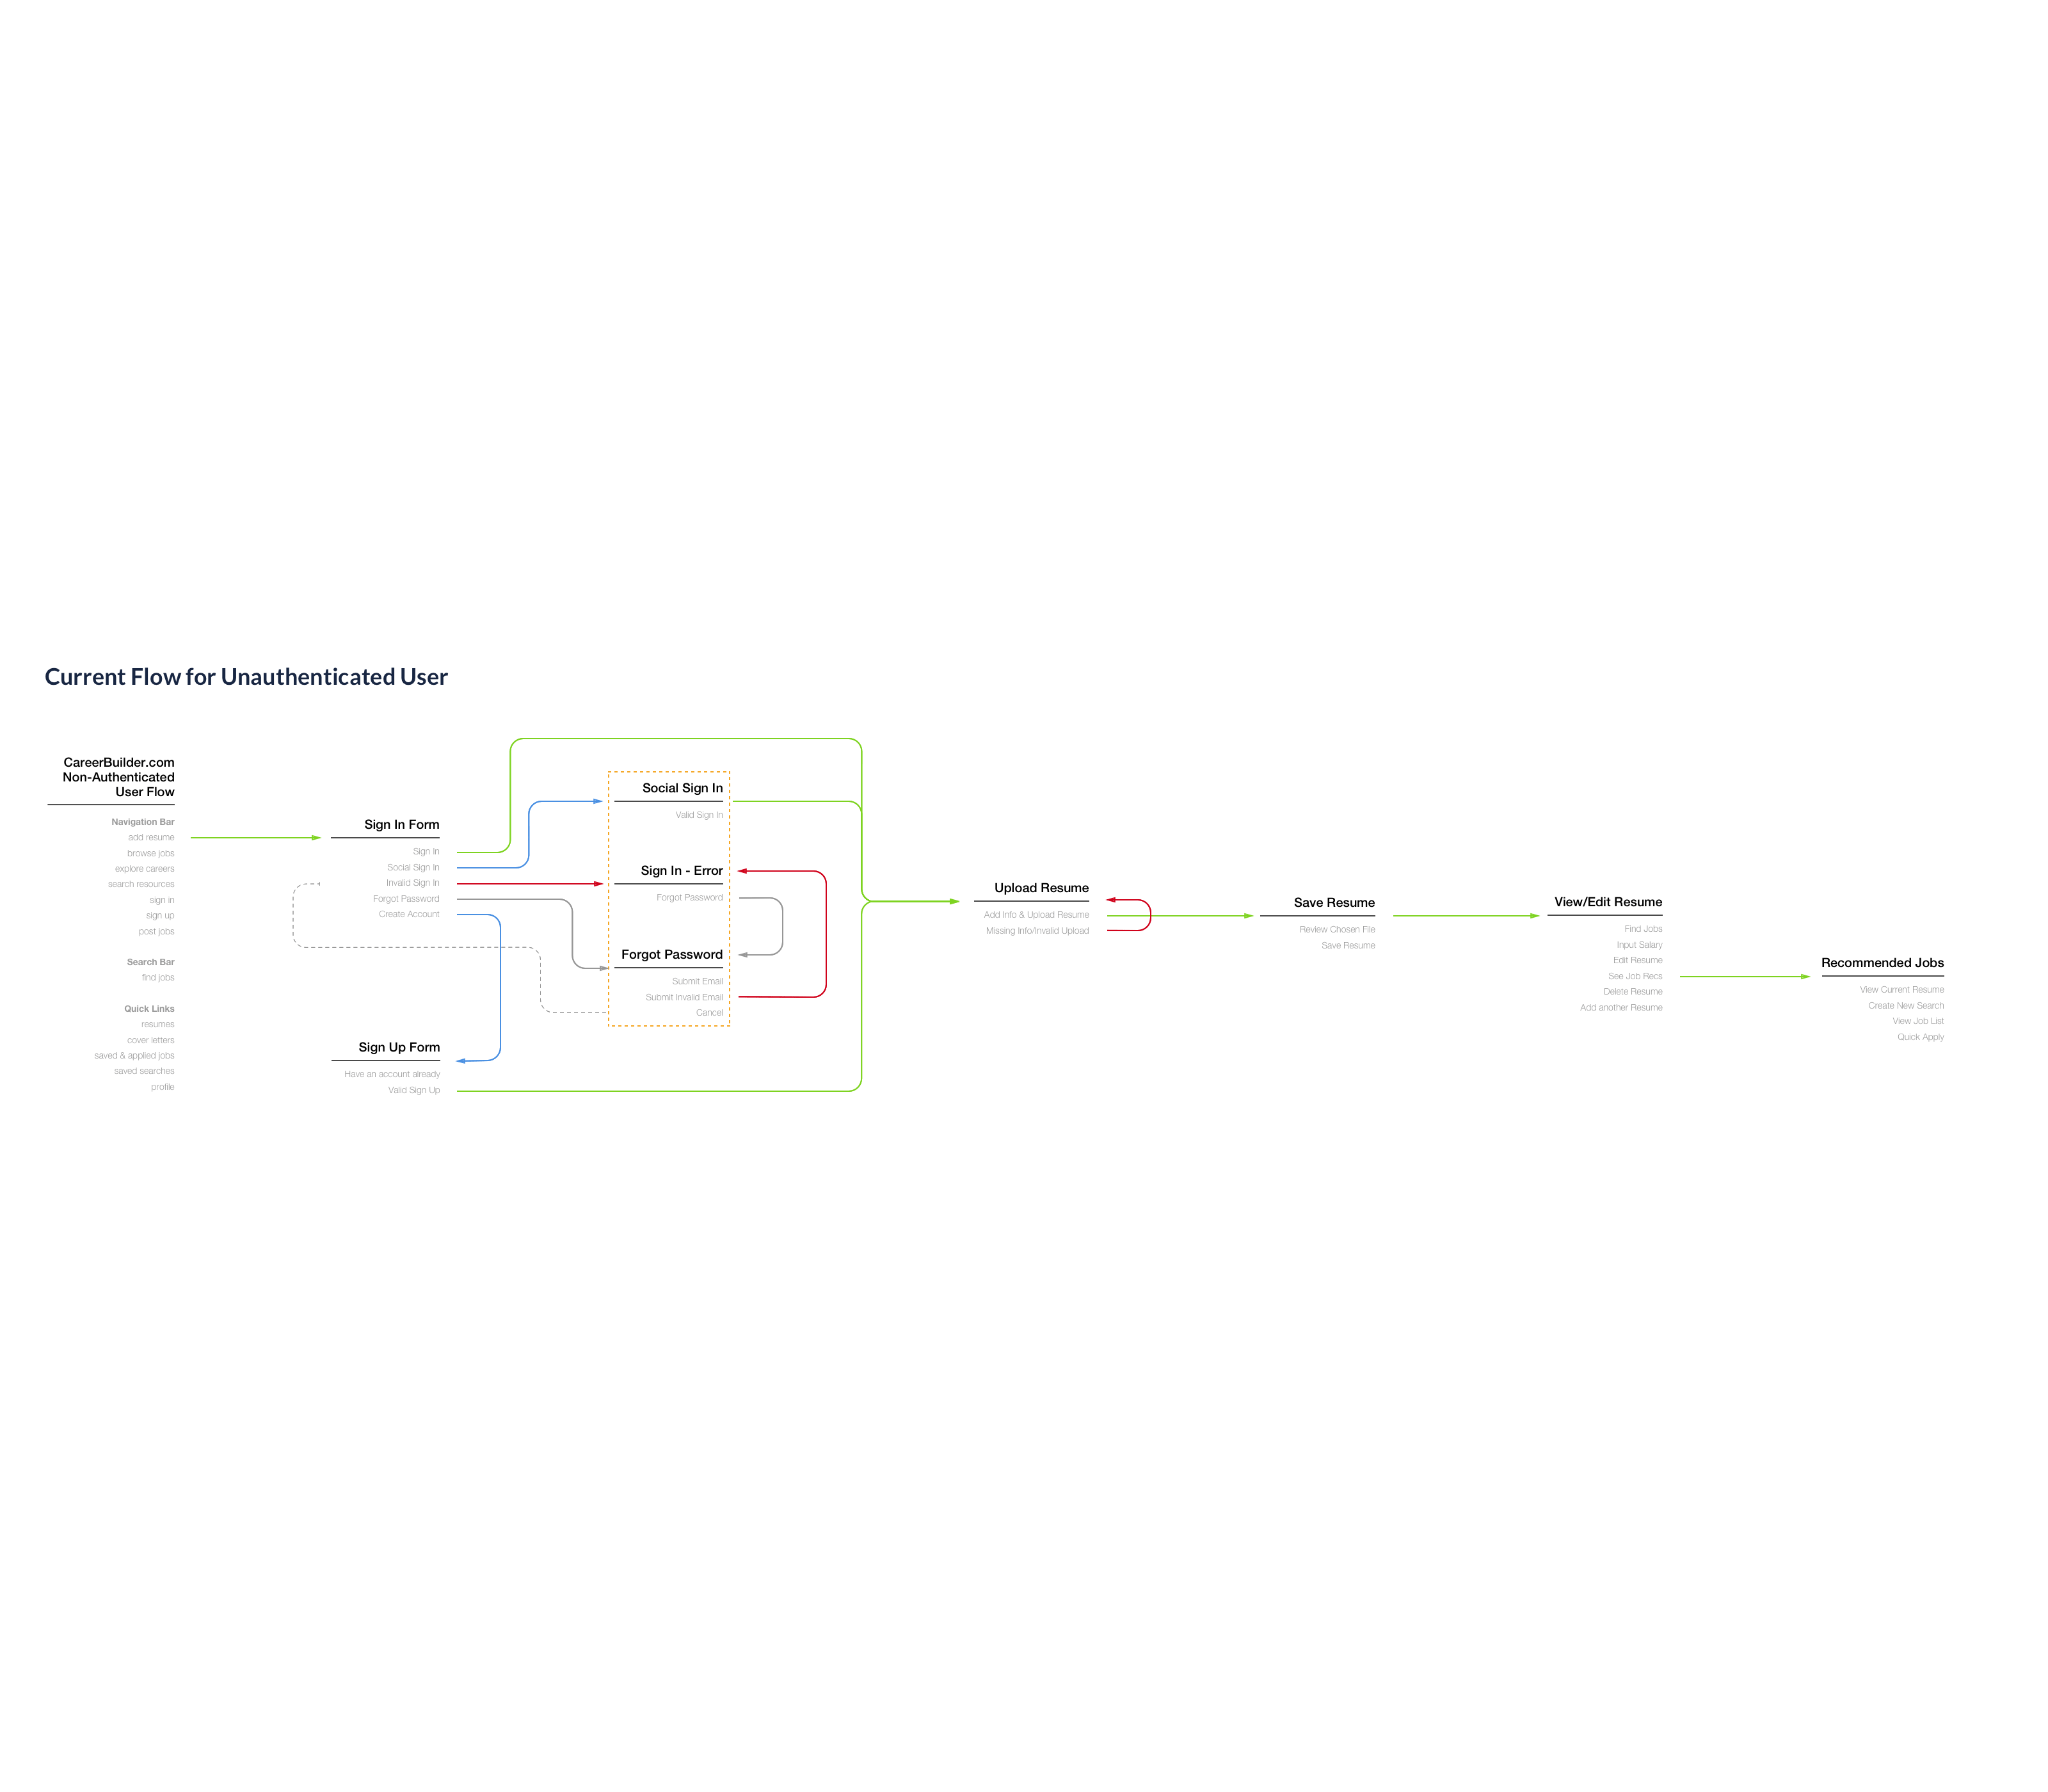 Current Flow for Unauthenticated User
CareerBuilder.com
Non-Authenticated
User Flow
Navigation Bar
add resume
browse jobs
explore careers
search resources
sign in
sign up
post jobs
Search Bar
find jobs
Quick Links
resumes
cover letters
saved & applied jobs
saved searches
profile
Sign In Form
Sign In
Social Sign In
Invalid Sign In
Forgot Password
Create Account
Sign Up Form
Have an account already
Valid Sign Up
Social Sign In
Valid Sign In
Sign In - Error
Forgot Password
Forgot Password
Submit Email
Submit Invalid Email
Cancel
Upload Resume
Add Info & Upload Resume
Missing Info/Invalid Upload
Save Resume
Review Chosen File
Save Resume
View/Edit Resume
Find Jobs
Input Salary
Edit Resume
See Job Recs
Delete Resume
Add another Resume
Recommended Jobs
View Current Resume
Create New Search
View Job List
Quick Apply